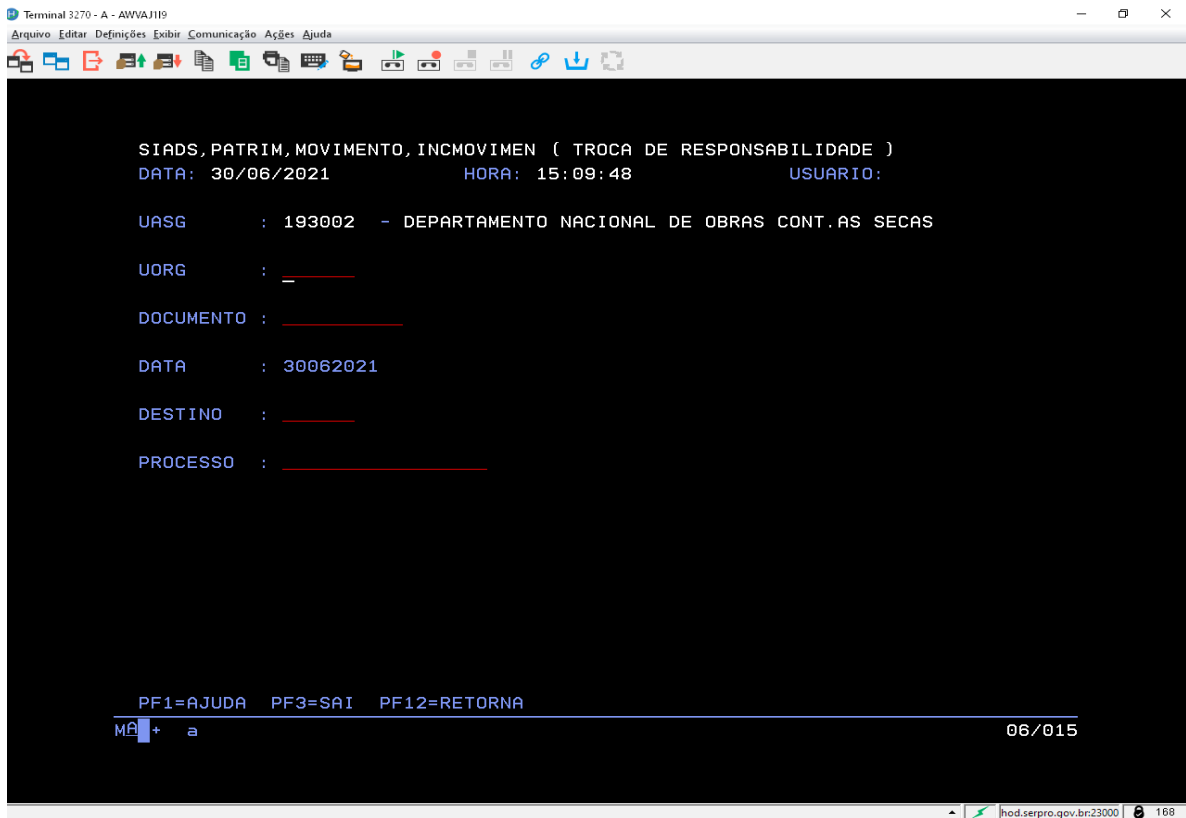 Terminal 3270 - A - AWVAJ1I9
Arquivo Editar Definições Exibir Comunicação Ações Ajuda
SIADS,PATRIM,MOVIMENTO,INCMOVIMEN ( TROCA DE RESPONSABILIDADE )
DATA: 30/06/2021 HORA: 15:09:48 USUARIO:
UASG : 193002 - DEPARTAMENTO NACIONAL DE OBRAS CONT.AS SECAS
UORG :
DOCUMENTO :
DATA : 30062021
DESTINO :
PROCESSO :
PF1=AJUDA PF3=SAI PF12=RETORNA
MA + a 06/015
hod.serpro.gov.br:23000 168